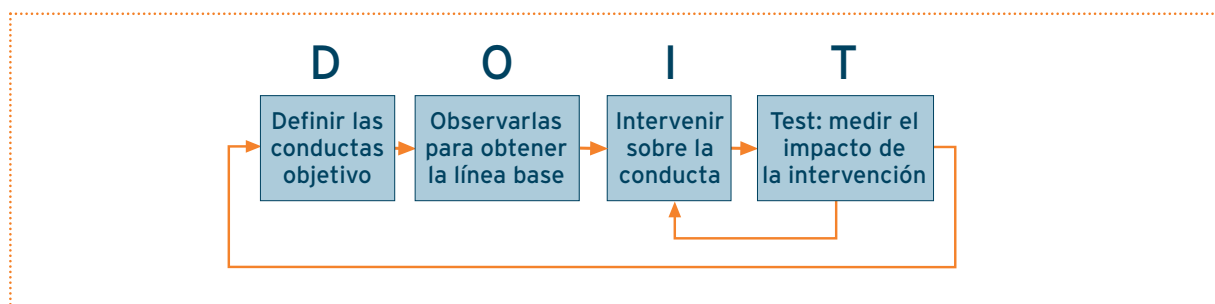 D O I T
Definir las
conductas
objetivo
Observarlas
para obtener
la línea base
Intervenir
sobre la
conducta
Test: medir el
impacto de
la intervención